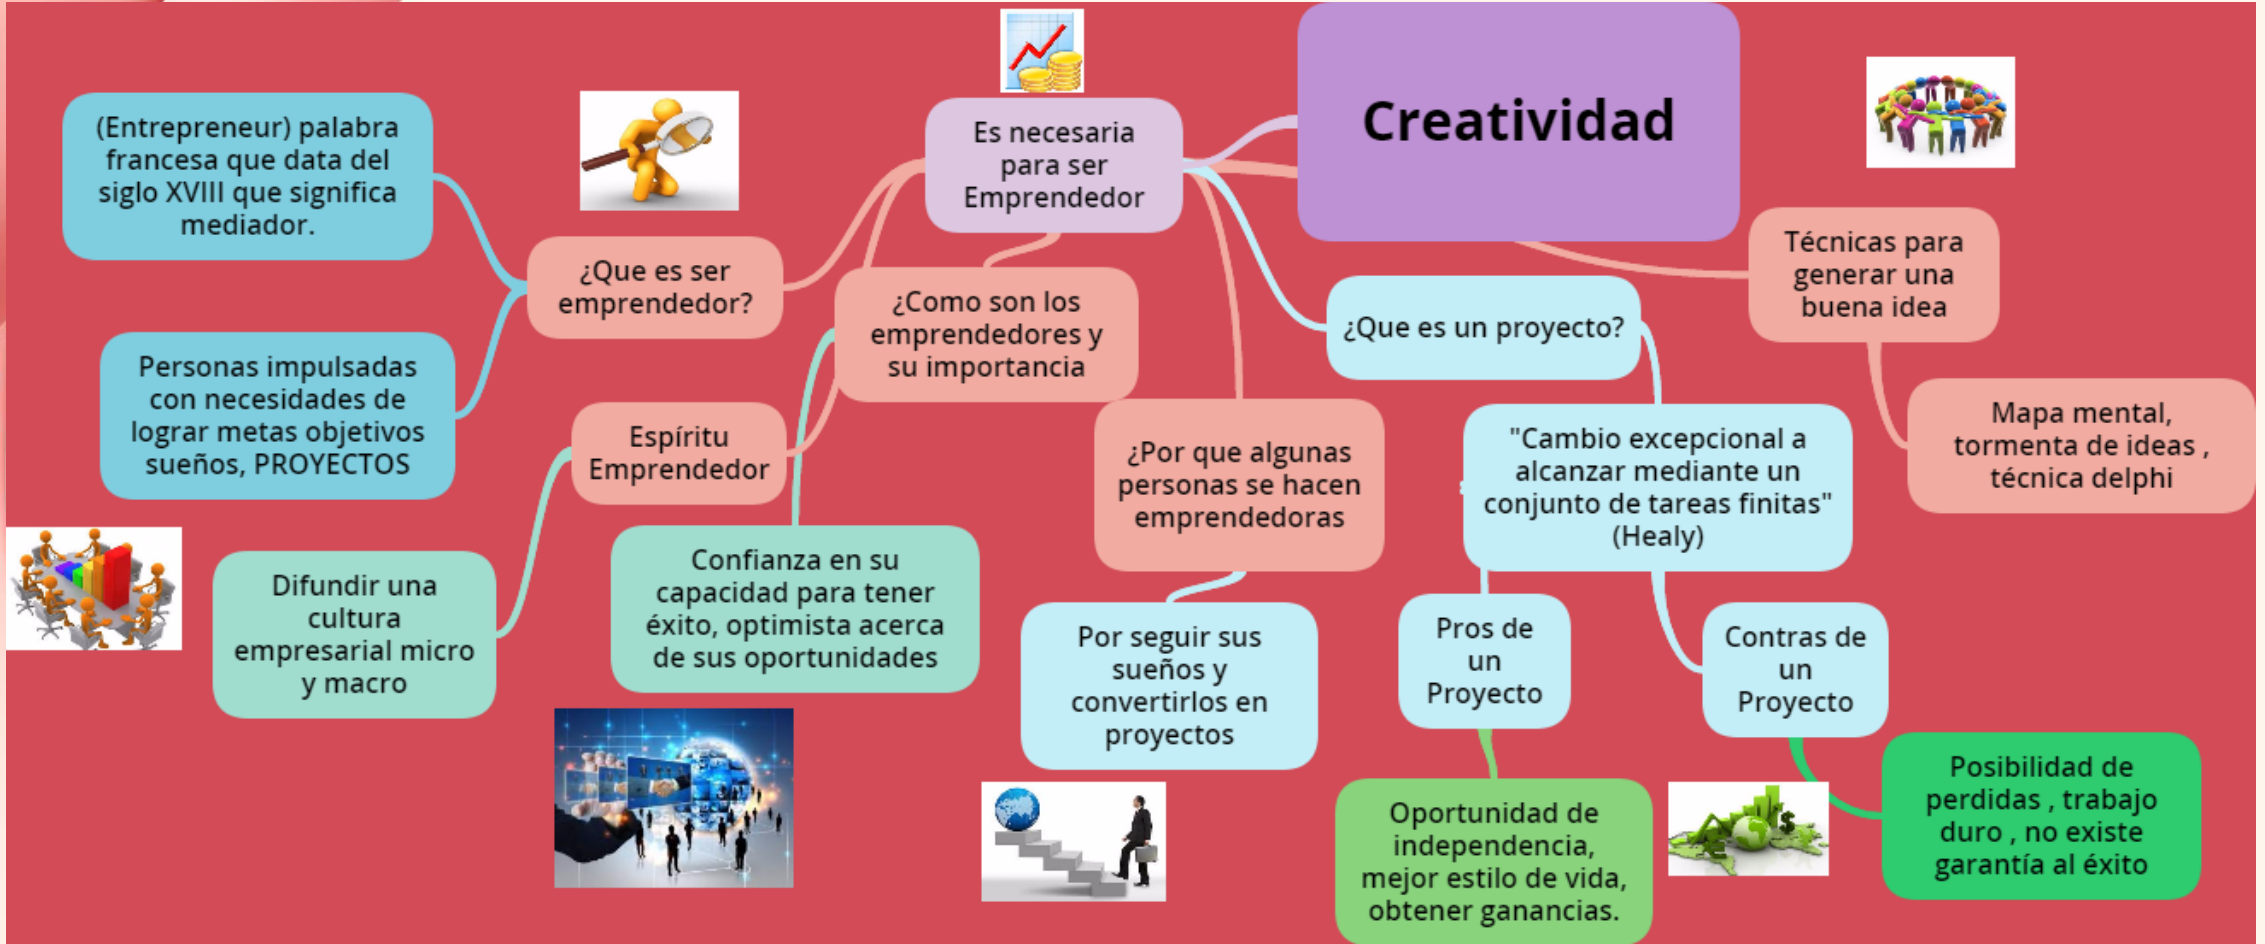 Creatividad
Es necesaria
para ser
Emprendedor
(Entrepreneur) palabra
francesa que data del
siglo XVIII que significa
mediador.
¿Que es ser
emprendedor?
Personas impulsadas
con necesidades de
lograr metas objetivos
sueños, PROYECTOS
¿Como son los
emprendedores y
su importancia
Espíritu
Emprendedor
Difundir una
cultura
empresarial micro
y macro
Confianza en su
capacidad para tener
éxito, optimista acerca
de sus oportunidades
¿Por que algunas
personas se hacen
emprendedoras
Por seguir sus
sueños y
convertirlos en
proyectos
¿Que es un proyecto?
"Cambio excepcional a
alcanzar mediante un
conjunto de tareas finitas"
(Healy)
Pros de
un
Proyecto
Oportunidad de
independencia,
mejor estilo de vida,
obtener ganancias.
Contras de
un
Proyecto
Posibilidad de
perdidas , trabajo
duro , no existe
garantía al éxito
Técnicas para
generar una
buena idea
Mapa mental,
tormenta de ideas ,
técnica delphi